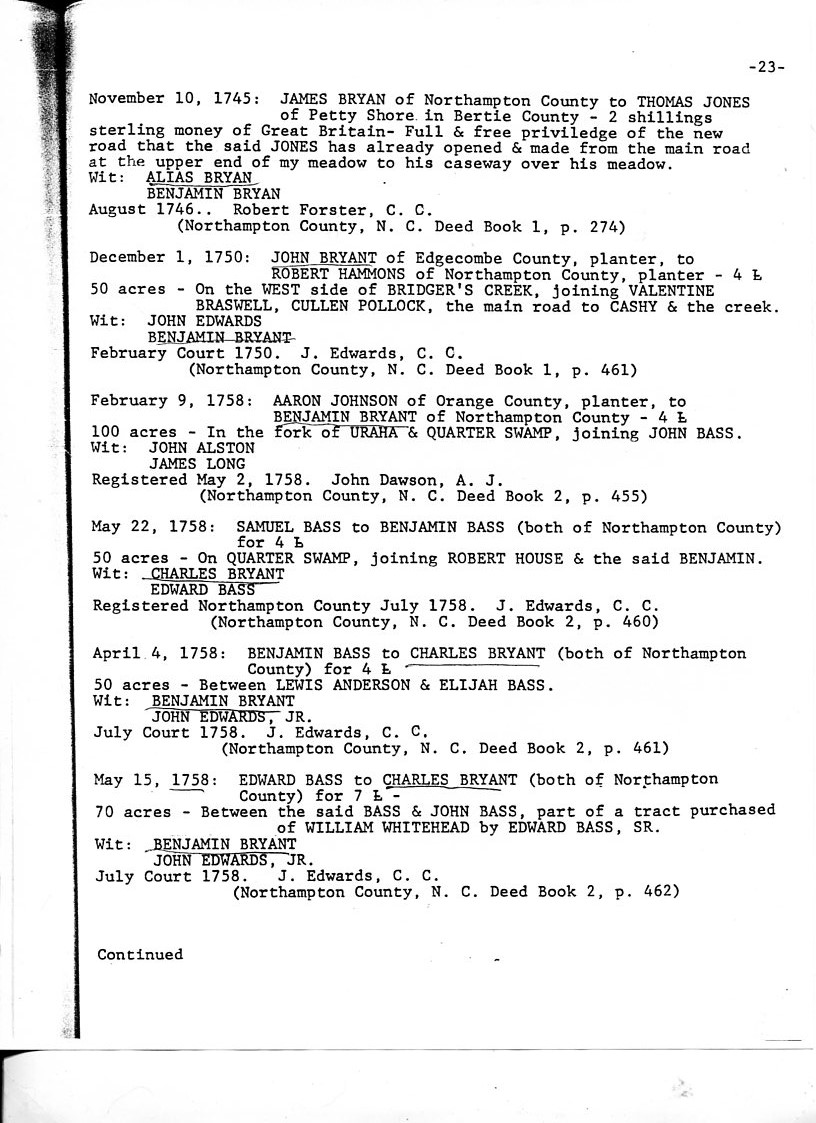 -23-
November 10, 1745: JAMES BRYAN of Northampton County to THOMAS JONES
of Petty Shore in Bertie County - 2 shillings
sterling money of Great Britain- Full & free priviledge of the new
road that the said JONES has already opened & made from the main road
at the upper end of my meadow to his caseway over his meadow.
Wit: ALIAS BRYAN
BENJAMIN BRYAN
August 1746.. Robert Forster, C. C.
(Northampton County, N. C. Deed Book 1, p. 274)
December 1, 1750: JOHN BRYANT of Edgecombe County, planter, to
ROBERT HAMMONS of Northampton County, planter - 4 Ł
50 acres - On the WEST side of BRIDGER'S CREEK, joining VALENTINE
BRASWELL, CULLEN POLLOCK, the main road to CASHY & the creek.
Wit: JOHN EDWARDS
BENJAMIN BRYANT
February Court 1750. J. Edwards, C. C.
(Northampton County, N. C. Deed Book 1, p. 461)
February 9, 1758: AARON JOHNSON of Orange County, planter, to
BENJAMIN BRYANT of Northampton County - 4 Ł
100 acres - In the fork of URAHA & QUARTER SWAMP, joining JOHN BASS.
Wit: JOHN ALSTON
JAMES LONG
Registered May 2, 1758. John Dawson, A. J.
(Northampton County, N. C. Deed Book 2, p. 455)
May 22, 1758: SAMUEL BASS to BENJAMIN BASS (both of Northampton County)
for 4 Ł
50 acres - On QUARTER SWAMP, joining ROBERT HOUSE & the said BENJAMIN.
Wit: CHARLES BRYANT
EDWARD BASS
Registered Northampton County July 1758. J. Edwards, C. C.
(Northampton County, N. C. Deed Book 2, p. 460)
April 4, 1758: BENJAMIN BASS to CHARLES BRYANT (both of Northampton
County) for 4 Ł
50 acres - Between LEWIS ANDERSON & ELIJAH BASS.
Wit: BENJAMIN BRYANT
JOHN EDWARDS, JR.
July Court 1758. J. Edwards, C. C.
(Northampton County, N. C. Deed Book 2, p. 461)
May 15, 1758: EDWARD BASS to CHARLES BRYANT (both of Northampton
County) for 7 Ł -
70 acres - Between the said BASS & JOHN BASS, part of a tract purchased
of WILLIAM WHITEHEAD by EDWARD BASS, SR.
Wit: BENJAMIN BRYANT
JOHN EDWARDS, JR.
July Court 1758. J. Edwards, C. C.
(Northampton County, N. C. Deed Book 2, p. 462)
Continued